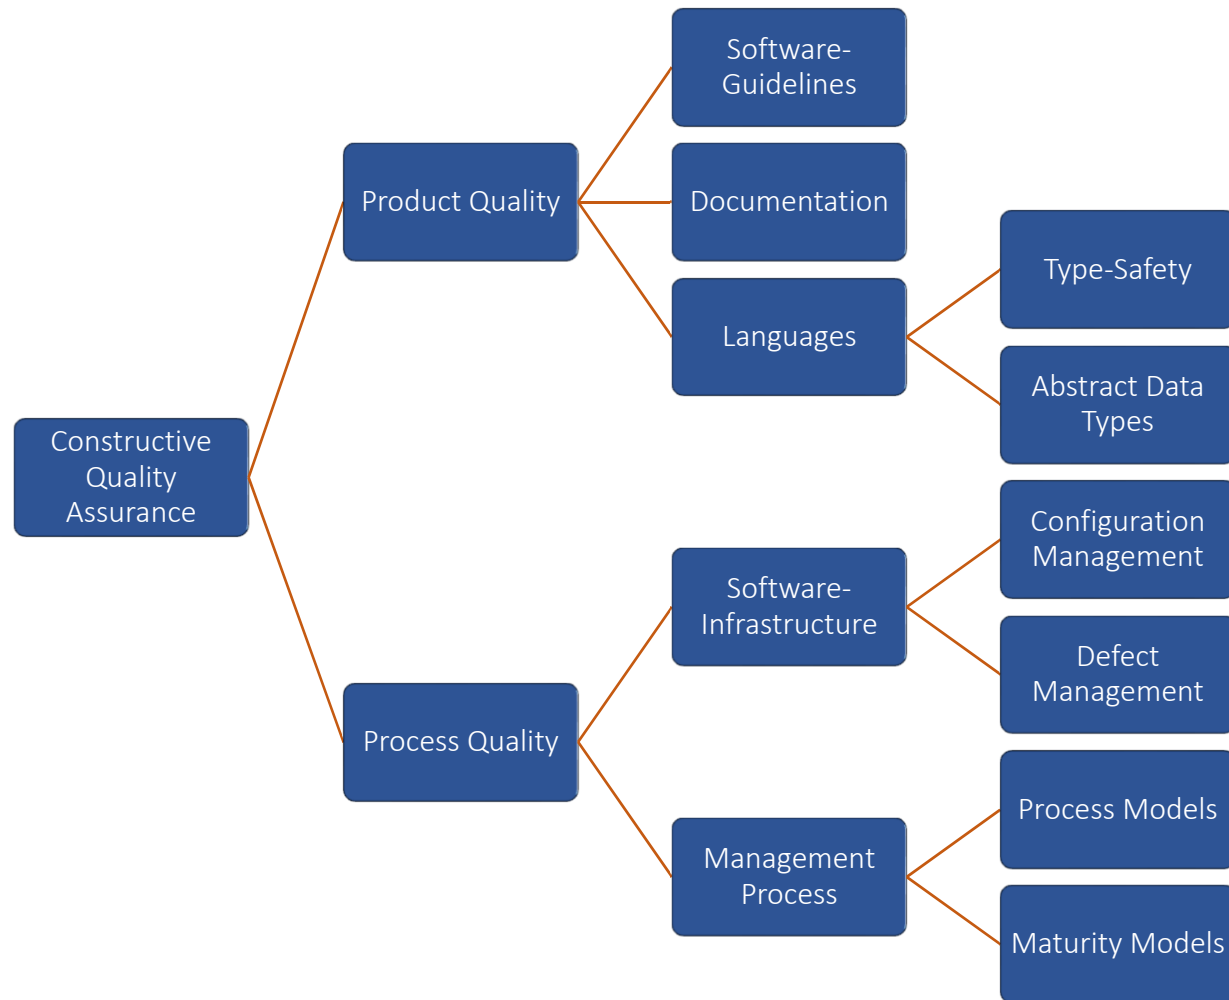 Software-
Guidelines
Product Quality
Documentation
Type-Safety
Languages
Abstract Data
Types
Constructive
Quality
Assurance
Configuration
Management
Software-
Infrastructure
Defect
Management
Process Quality
Process Models
Management
Process
Maturity Models